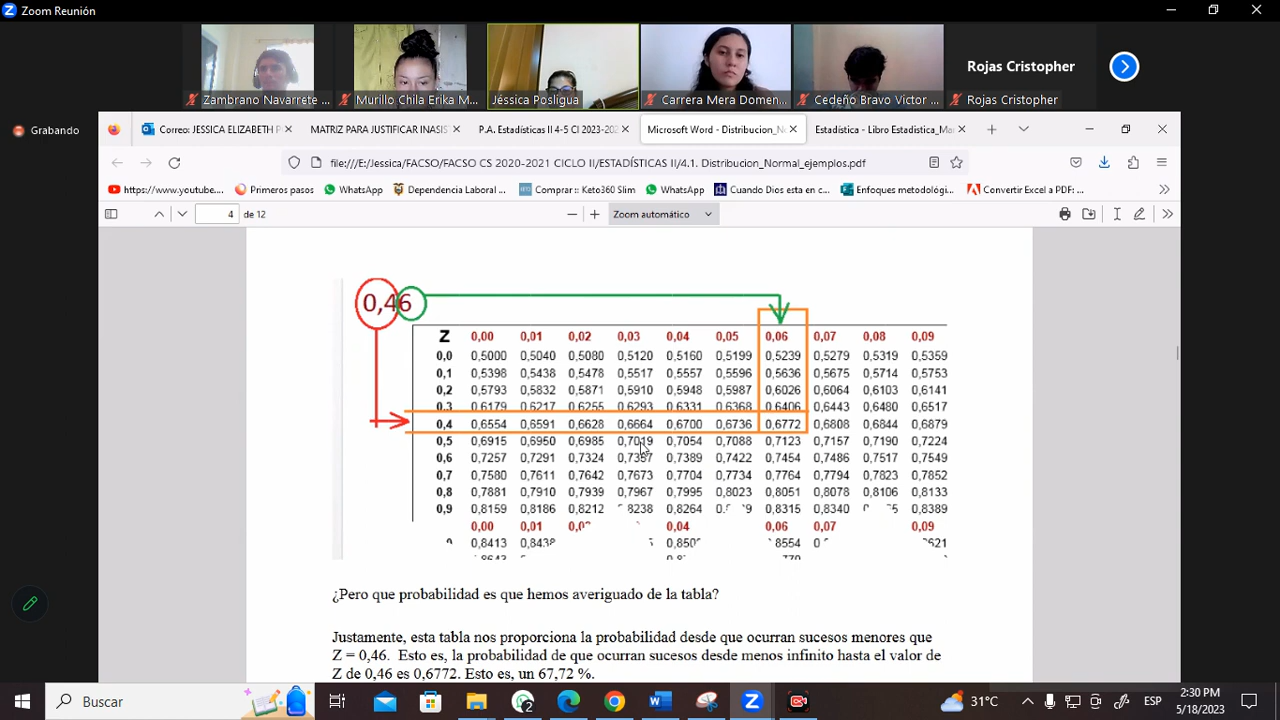 Zoom Reunión
Zambrano Navarrete ...
Murillo Chila Erika M...
Jéssica Posligua
Carrera Mera Domen...
Cedeño Bravo Victor ...
Rojas Cristopher
Rojas Cristopher
Grabando
Correo: JESSICA ELIZABETH P
MATRIZ PARA JUSTIFICAR INASIS
P.A. Estadísticas II 4-5 CI 2023-202
Microsoft Word - Distribucion_N
Estadística - Libro Estadistica_Ma
file:///E:/Jessica/FACSO/FACSO CS 2020-2021 CICLO II/ESTADÍSTICAS II/4.1. Distribucion_Normal_ejemplos.pdf
https://www.youtube....
Primeros pasos
WhatsApp
Dependencia Laboral ...
Comprar :: Keto360 Slim
WhatsApp
Cuando Dios esta en c...
Enfoques metodológi...
Convertir Excel a PDF: ...
4 de 12
Zoom automático
0,46
Z 0,00 0,01 0,02 0,03 0,04 0,05 0,06 0,07 0,08 0,09
0,0 0,5000 0,5040 0,5080 0,5120 0,5160 0,5199 0,5239 0,5279 0,5319 0,5359
0,1 0,5398 0,5438 0,5478 0,5517 0,5557 0,5596 0,5636 0,5675 0,5714 0,5753
0,2 0,5793 0,5832 0,5871 0,5910 0,5948 0,5987 0,6026 0,6064 0,6103 0,6141
0,3 0,6179 0,6217 0,6255 0,6293 0,6331 0,6368 0,6406 0,6443 0,6480 0,6517
0,4 0,6554 0,6591 0,6628 0,6664 0,6700 0,6736 0,6772 0,6808 0,6844 0,6879
0,5 0,6915 0,6950 0,6985 0,7019 0,7054 0,7088 0,7123 0,7157 0,7190 0,7224
0,6 0,7257 0,7291 0,7324 0,7357 0,7389 0,7422 0,7454 0,7486 0,7517 0,7549
0,7 0,7580 0,7611 0,7642 0,7673 0,7704 0,7734 0,7764 0,7794 0,7823 0,7852
0,8 0,7881 0,7910 0,7939 0,7967 0,7995 0,8023 0,8051 0,8078 0,8106 0,8133
0,9 0,8159 0,8186 0,8212 0,8238 0,8264 0,8315 0,8340 0,8389
0,00 0,01 0,04 0,06 0,07 0,09
0,8413 0,8438
¿Pero que probabilidad es que hemos averiguado de la tabla?
Justamente, esta tabla nos proporciona la probabilidad desde que ocurran sucesos menores que
Z = 0,46. Esto es, la probabilidad de que ocurran sucesos desde menos infinito hasta el valor de
Z de 0,46 es 0,6772. Esto es, un 67,72 %.
Buscar
31°C
ESP
2:30 PM
5/18/2023